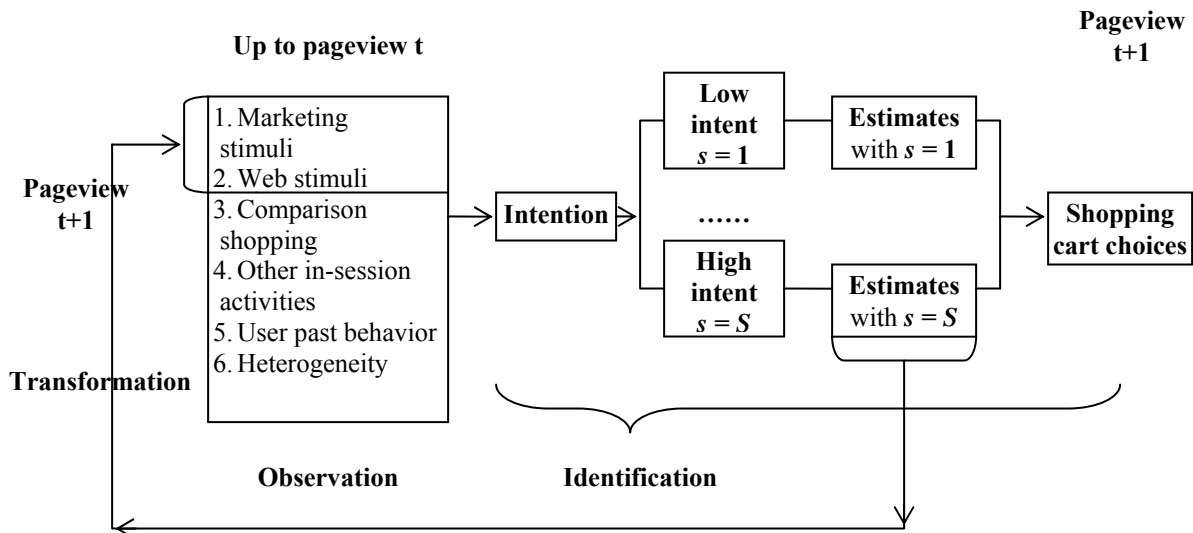 Up to pageview t
Pageview
t+1
1. Marketing
stimuli
2. Web stimuli
3. Comparison
shopping
4. Other in-session
activities
5. User past behavior
6. Heterogeneity
Pageview
t+1
Transformation
Intention
Low
intent
s = 1
......
High
intent
s = S
Estimates
with s = 1
Estimates
with s = S
Shopping
cart choices
Observation
Identification